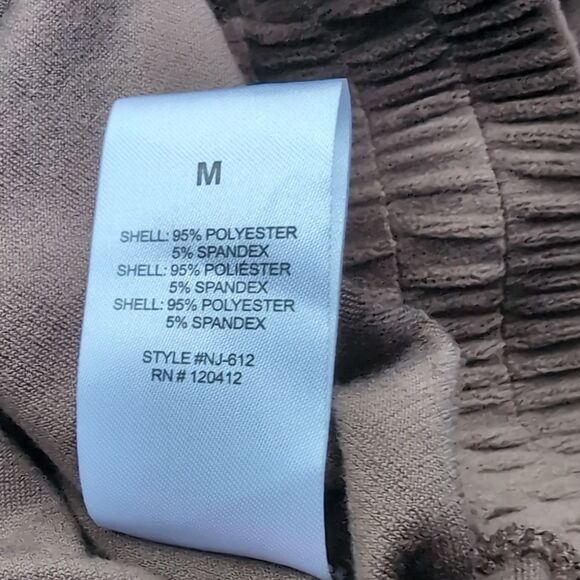 M
SHELL: 95% POLYESTER
5% SPANDEX
SHELL: 95% POLIÉSTER
5% SPANDEX
SHELL: 95% POLYESTER
5% SPANDEX
STYLE #NJ-612
RN # 120412